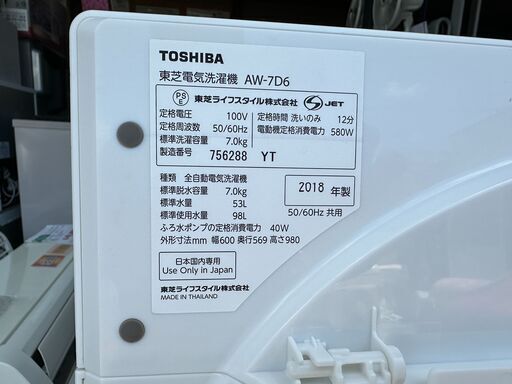 TOSHIBA
東芝電気洗濯機 AW-7D6
PS E 東芝ライフスタイル株式会社 S JET
定格電圧 100V 定格時間 洗いのみ 12分
定格周波数 50/60Hz 電動機定格消費電力 580W
標準洗濯容量 7.0kg
製造番号 756288 YT
種類 全自動電気洗濯機
標準脱水容量 7.0kg 2018 年製
標準水量 53L
標準使用水量 98L 50/60Hz 共用
ふろ水ポンプの定格消費電力 40W
外形寸法mm 幅600 奥行569 高さ980
日本国内専用
Use Only in Japan
東芝ライフスタイル株式会社
MADE IN THAILAND